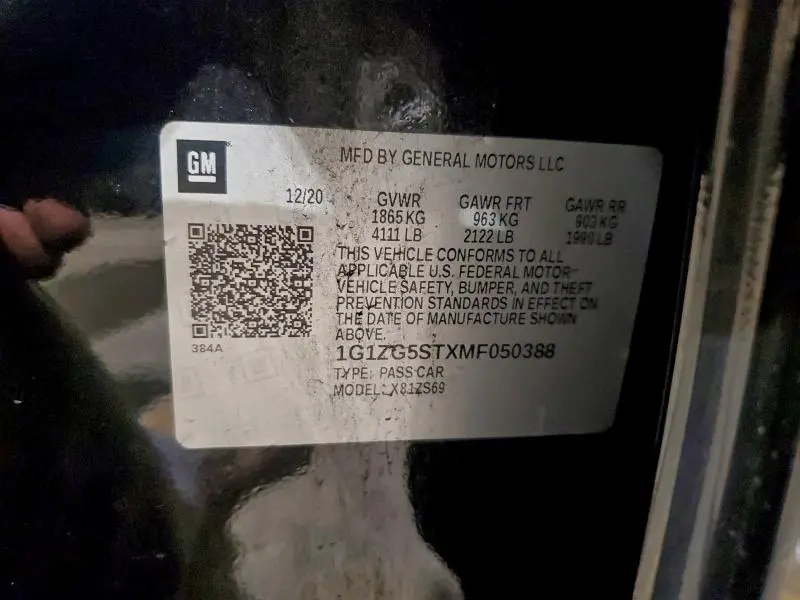 GM
MFD BY GENERAL MOTORS LLC
12/20 GVWR GAWR FRT GAWR RR
1865 KG 963 KG 903 KG
4111 LB 2122 LB 1990 LB
THIS VEHICLE CONFORMS TO ALL
APPLICABLE U.S. FEDERAL MOTOR
VEHICLE SAFETY, BUMPER, AND THEFT
PREVENTION STANDARDS IN EFFECT ON
THE DATE OF MANUFACTURE SHOWN
ABOVE.
384A
1G1ZG5STXMF050388
TYPE: PASS CAR
MODEL: X81ZS69